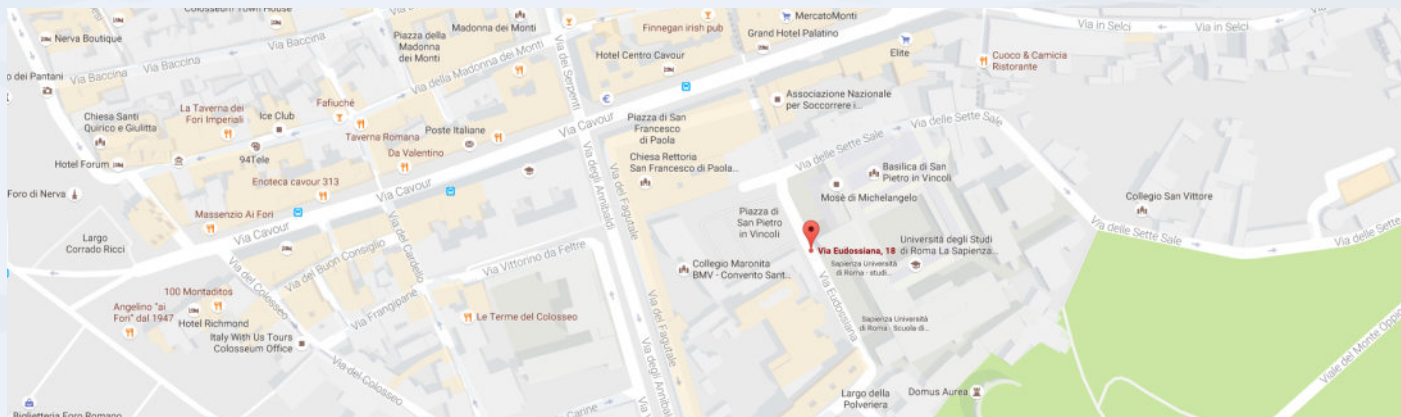 Colosseum Town House
Nerva Boutique
Via Baccina
Via Baccina
Via Baccina
Piazza della
Madonna
dei Monti
Madonna dei Monti
Via della Madonna dei Monti
Via dei Serpenti
Finnegan irish pub
Hotel Centro Cavour
MercatoMonti
Grand Hotel Palatino
Elite
Via in Selci
Via in Selci
Cuoco & Camicia
Ristorante
o dei Pantani
La Taverna dei
Fori Imperiali
Fafiuché
Ice Club
Chiesa Santi
Quirico e Giulitta
Taverna Romana
Poste Italiane
Via Cavour
94Tele
Da Valentino
Hotel Forum
Enoteca cavour 313
Foro di Nerva
Massenzio Ai Fori
Via Cavour
Via Cavour
Piazza di San
Francesco
di Paola
Chiesa Rettoria
San Francesco di Paola...
Associazione Nazionale
per Soccorrere i...
Via delle Sette Sale
Via delle Sette Sale
Basilica di San
Pietro in Vincoli
Mosè di Michelangelo
Collegio San Vittore
Via delle Sette Sale
Via delle Sette Sale
Via degli Annibaldi
Via del Fagutale
Piazza di
San Pietro
in Vincoli
Via Eudossiana, 18
Università degli Studi
di Roma La Sapienza...
Sapienza Università
di Roma - studi...
Collegio Maronita
BMV - Convento Sant...
Via Eudossiana
Sapienza Università
di Roma - Scuola di...
Largo
Corrado Ricci
Via del Buon Consiglio
Via del Cardello
Via Vittorino da Feltre
Via del Colosseo
Via Frangipane
100 Montaditos
Angelino "ai
Fori" dal 1947
Hotel Richmond
Italy With Us Tours
Colosseum Office
Le Terme del Colosseo
Via del Fagutale
Via degli Annibaldi
Via del Colosseo
Carine
Largo della
Polveriera
Domus Aurea
Viale del Monte Oppio
Biglietteria Foro Romano